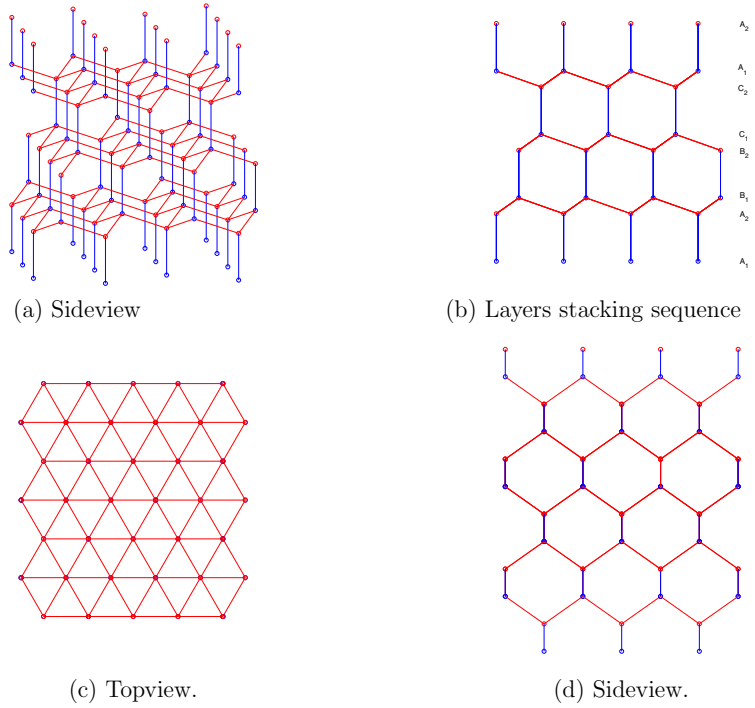 A₂
A₁
C₂
C₁
B₂
B₁
A₂
A₁
(a) Sideview
(b) Layers stacking sequence
(c) Topview.
(d) Sideview.